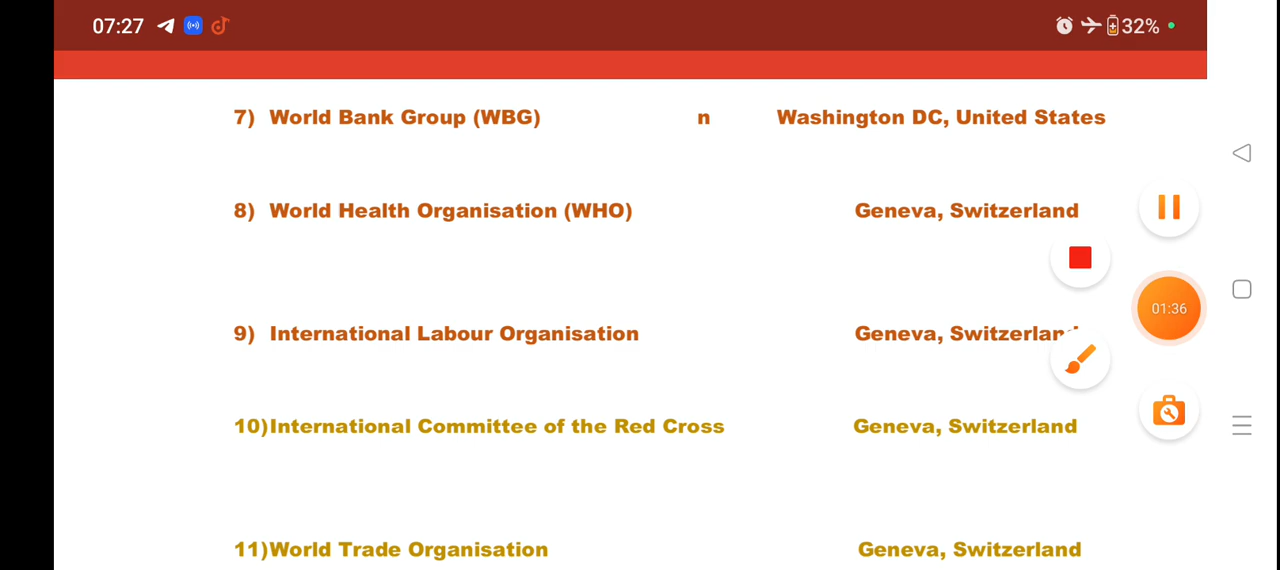 07:27 32%
7) World Bank Group (WBG) n Washington DC, United States
8) World Health Organisation (WHO) Geneva, Switzerland
9) International Labour Organisation Geneva, Switzerland
01:36
10)International Committee of the Red Cross Geneva, Switzerland
11)World Trade Organisation Geneva, Switzerland